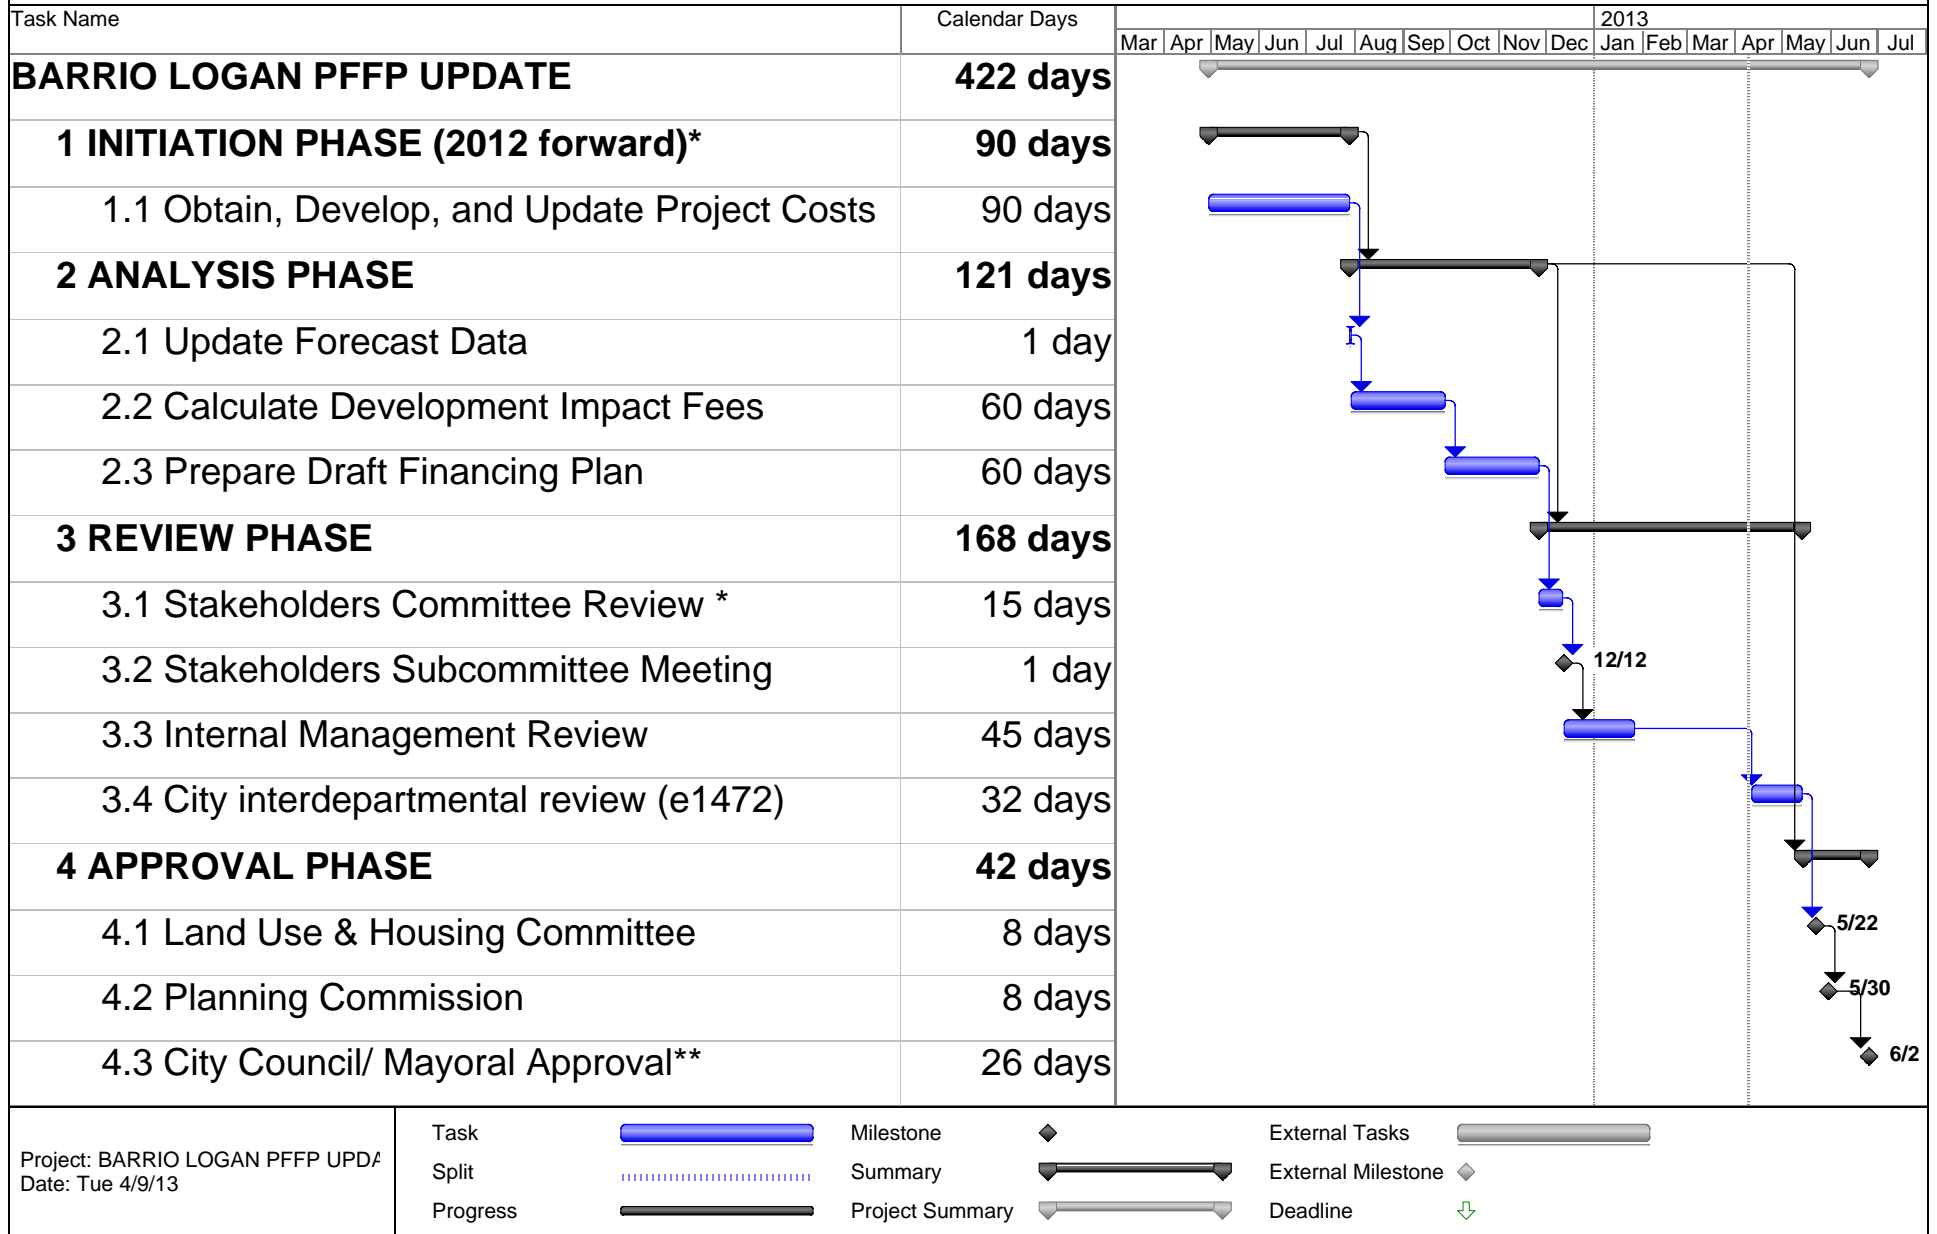 Task Name Calendar Days 2013
Mar Apr May Jun Jul Aug Sep Oct Nov Dec Jan Feb Mar Apr May Jun Jul
BARRIO LOGAN PFFP UPDATE 422 days
1 INITIATION PHASE (2012 forward)* 90 days
1.1 Obtain, Develop, and Update Project Costs 90 days
2 ANALYSIS PHASE 121 days
2.1 Update Forecast Data 1 day
2.2 Calculate Development Impact Fees 60 days
2.3 Prepare Draft Financing Plan 60 days
3 REVIEW PHASE 168 days
3.1 Stakeholders Committee Review * 15 days
3.2 Stakeholders Subcommittee Meeting 1 day 12/12
3.3 Internal Management Review 45 days
3.4 City interdepartmental review (e1472) 32 days
4 APPROVAL PHASE 42 days
4.1 Land Use & Housing Committee 8 days 5/22
4.2 Planning Commission 8 days 5/30
4.3 City Council/ Mayoral Approval** 26 days 6/2
Project: BARRIO LOGAN PFFP UPDA
Date: Tue 4/9/13
Task Milestone External Tasks
Split Summary External Milestone
Progress Project Summary Deadline